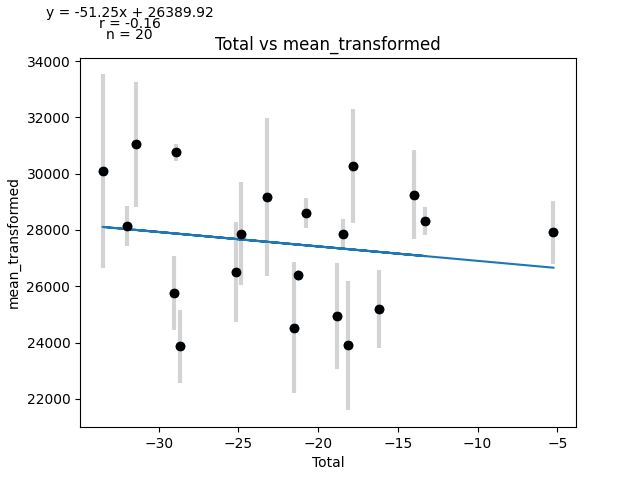 y = -51.25x + 26389.92
r = -0.16
n = 20
Total vs mean_transformed
34000
32000
30000
28000
26000
24000
22000
mean_transformed
−30 −25 −20 −15 −10 −5
Total